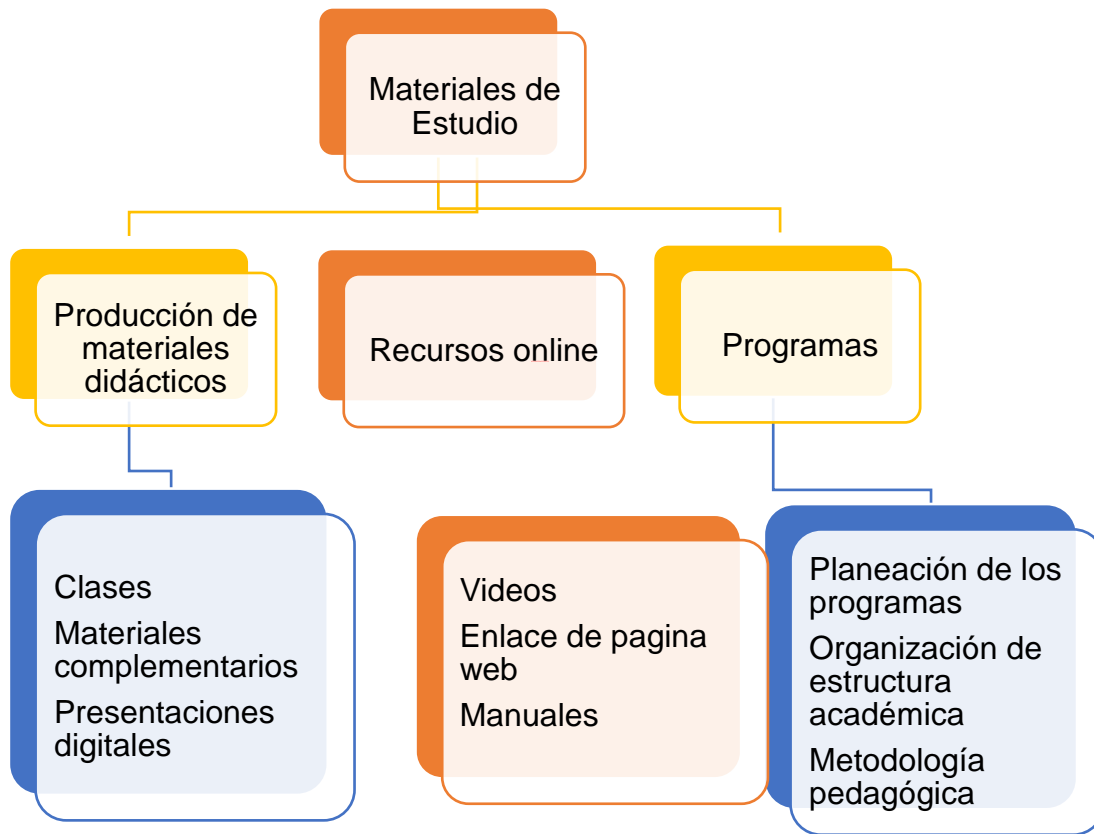 Materiales de
Estudio
Producción de
materiales
didácticos
Recursos online
Programas
Clases
Materiales
complementarios
Presentaciones
digitales
Videos
Enlace de pagina
web
Manuales
Planeación de los
programas
Organización de
estructura
académica
Metodología
pedagógica